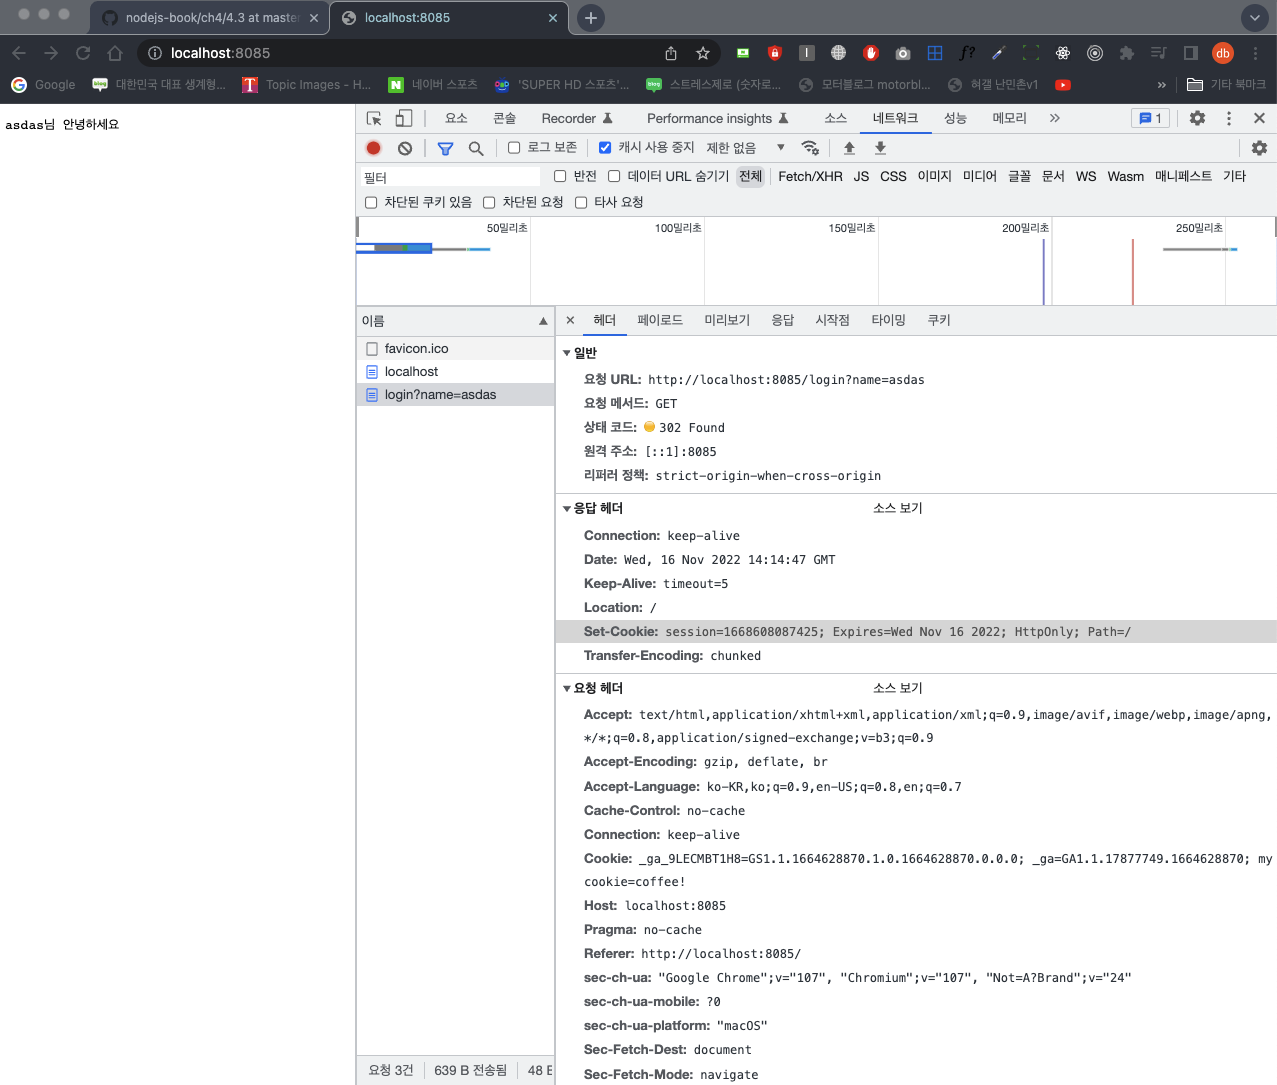 nodejs-book/ch4/4.3 at master
localhost:8085
localhost:8085
Google
대한민국 대표 생계형...
Topic Images - H...
네이버 스포츠
'SUPER HD 스포츠'...
스트레스제로 (숫자로...
모터블로그 motorbl...
혀갤 난민촌v1
»
기타 북마크
asdas님 안녕하세요
요소
콘솔
Recorder
Performance insights
소스
네트워크
성능
메모리
1
로그 보존
캐시 사용 중지
제한 없음
필터
반전
데이터 URL 숨기기
전체
Fetch/XHR
JS
CSS
이미지
미디어
글꼴
문서
WS
Wasm
매니페스트
기타
차단된 쿠키 있음
차단된 요청
타사 요청
50밀리초
100밀리초
150밀리초
200밀리초
250밀리초
이름
favicon.ico
localhost
login?name=asdas
헤더
페이로드
미리보기
응답
시작점
타이밍
쿠키
일반
요청 URL: http://localhost:8085/login?name=asdas
요청 메서드: GET
상태 코드: 302 Found
원격 주소: [::1]:8085
리퍼러 정책: strict-origin-when-cross-origin
응답 헤더
소스 보기
Connection: keep-alive
Date: Wed, 16 Nov 2022 14:14:47 GMT
Keep-Alive: timeout=5
Location: /
Set-Cookie: session=1668608087425; Expires=Wed Nov 16 2022; HttpOnly; Path=/
Transfer-Encoding: chunked
요청 헤더
소스 보기
Accept: text/html,application/xhtml+xml,application/xml;q=0.9,image/avif,image/webp,image/apng,
*/*;q=0.8,application/signed-exchange;v=b3;q=0.9
Accept-Encoding: gzip, deflate, br
Accept-Language: ko-KR,ko;q=0.9,en-US;q=0.8,en;q=0.7
Cache-Control: no-cache
Connection: keep-alive
Cookie: _ga_9LECMBT1H8=GS1.1.1664628870.1.0.1664628870.0.0.0; _ga=GA1.1.17877749.1664628870; my
cookie=coffee!
Host: localhost:8085
Pragma: no-cache
Referer: http://localhost:8085/
sec-ch-ua: "Google Chrome";v="107", "Chromium";v="107", "Not=A?Brand";v="24"
sec-ch-ua-mobile: ?0
sec-ch-ua-platform: "macOS"
Sec-Fetch-Dest: document
Sec-Fetch-Mode: navigate
요청 3건
639 B 전송됨
48 B
db
f?